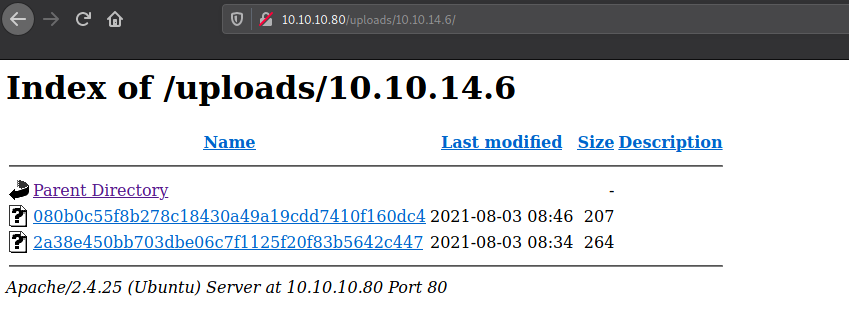 10.10.10.80/uploads/10.10.14.6/
Index of /uploads/10.10.14.6
Name Last modified Size Description
Parent Directory -
080b0c55f8b278c18430a49a19cdd7410f160dc4 2021-08-03 08:46 207
2a38e450bb703dbe06c7f1125f20f83b5642c447 2021-08-03 08:34 264
Apache/2.4.25 (Ubuntu) Server at 10.10.10.80 Port 80